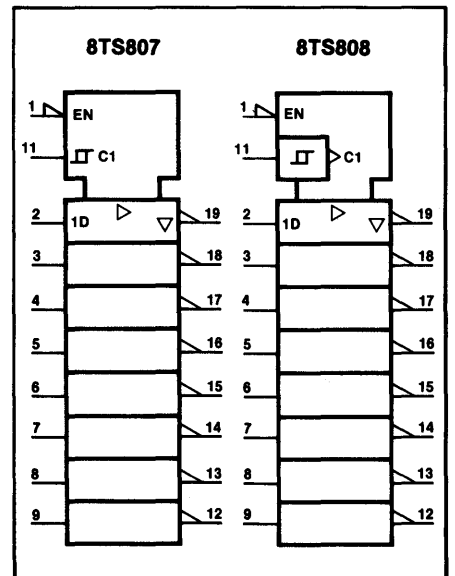 8TS807 8TS808
1 EN 1 EN
11 C1 11 C1
2 1D 19 2 1D 19
3 18 3 18
4 17 4 17
5 16 5 16
6 15 6 15
7 14 7 14
8 13 8 13
9 12 9 12